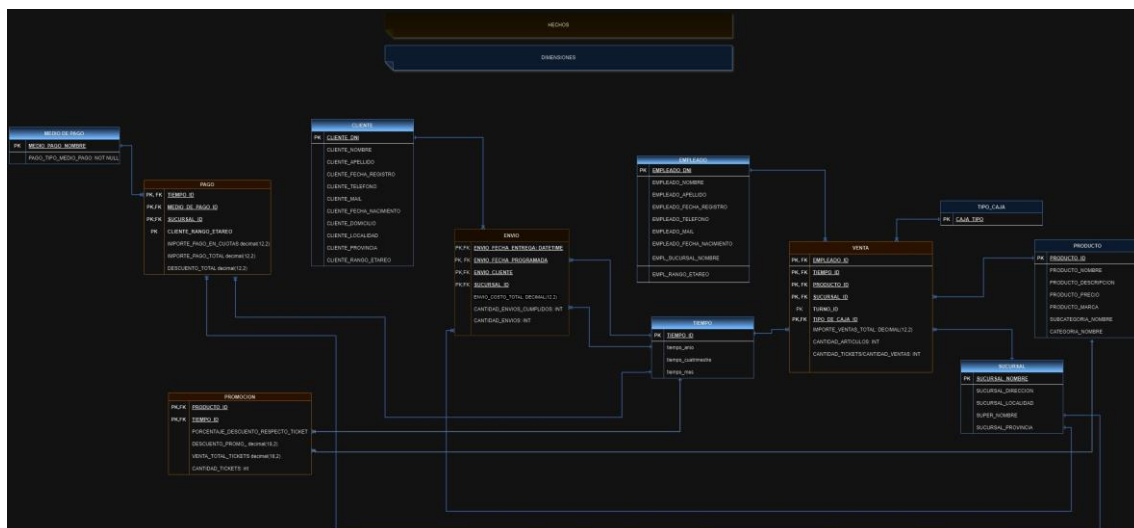 HECHOS
DIMENSIONES
MEDIO DE PAGO
PK MEDIO_PAGO_NOMBRE
PAGO_TIPO_MEDIO_PAGO NOT NULL
PAGO
PK, FK TIEMPO_ID
PK,FK MEDIO_DE_PAGO_ID
PK,FK SUCURSAL_ID
PK CLIENTE_RANGO_ETAREO
IMPORTE_PAGO_EN_CUOTAS decimal(12,2)
IMPORTE_PAGO_TOTAL decimal(12,2)
DESCUENTO_TOTAL decimal(12,2)
CLIENTE
PK CLIENTE_DNI
CLIENTE_NOMBRE
CLIENTE_APELLIDO
CLIENTE_FECHA_REGISTRO
CLIENTE_TELEFONO
CLIENTE_MAIL
CLIENTE_FECHA_NACIMIENTO
CLIENTE_DOMICILIO
CLIENTE_LOCALIDAD
CLIENTE_PROVINCIA
CLIENTE_RANGO_ETAREO
ENVIO
PK,FK ENVIO_FECHA_ENTREGA: DATETIME
PK, FK ENVIO_FECHA_PROGRAMADA
PK,FK ENVIO_CLIENTE
PK,FK SUCURSAL_ID
ENVIO_COSTO_TOTAL DECIMAL(12,2)
CANTIDAD_ENVIOS_CUMPLIDOS: INT
CANTIDAD_ENVIOS: INT
EMPLEADO
PK EMPLEADO_DNI
EMPLEADO_NOMBRE
EMPLEADO_APELLIDO
EMPLEADO_FECHA_REGISTRO
EMPLEADO_TELEFONO
EMPLEADO_MAIL
EMPLEADO_FECHA_NACIMIENTO
EMPL_SUCURSAL_NOMBRE
EMPL_RANGO_ETAREO
TIEMPO
PK TIEMPO_ID
tiempo_anio
tiempo_cuatrimestre
tiempo_mes
VENTA
PK, FK EMPLEADO_ID
PK,FK TIEMPO_ID
PK,FK PRODUCTO_ID
PK,FK SUCURSAL_ID
PK TURNO_ID
PK,FK TIPO_DE_CAJA_ID
IMPORTE_VENTAS_TOTAL DECIMAL(12,2)
CANTIDAD_ARTICULOS: INT
CANTIDAD_TICKETS/CANTIDAD_VENTAS: INT
TIPO_CAJA
PK CAJA_TIPO
PRODUCTO
PK PRODUCTO_ID
PRODUCTO_NOMBRE
PRODUCTO_DESCRIPCION
PRODUCTO_PRECIO
PRODUCTO_MARCA
SUBCATEGORIA_NOMBRE
CATEGORIA_NOMBRE
SUCURSAL
PK SUCURSAL_NOMBRE
SUCURSAL_DIRECCION
SUCURSAL_LOCALIDAD
SUPER_NOMBRE
SUCURSAL_PROVINCIA
PROMOCION
PK,FK PRODUCTO_ID
PK,FK TIEMPO_ID
PORCENTAJE_DESCUENTO_RESPECTO_TICKET
DESCUENTO_PROMO_ decimal(18,2)
VENTA_TOTAL_TICKETS decimal(18,2)
CANTIDAD_TICKETS: int